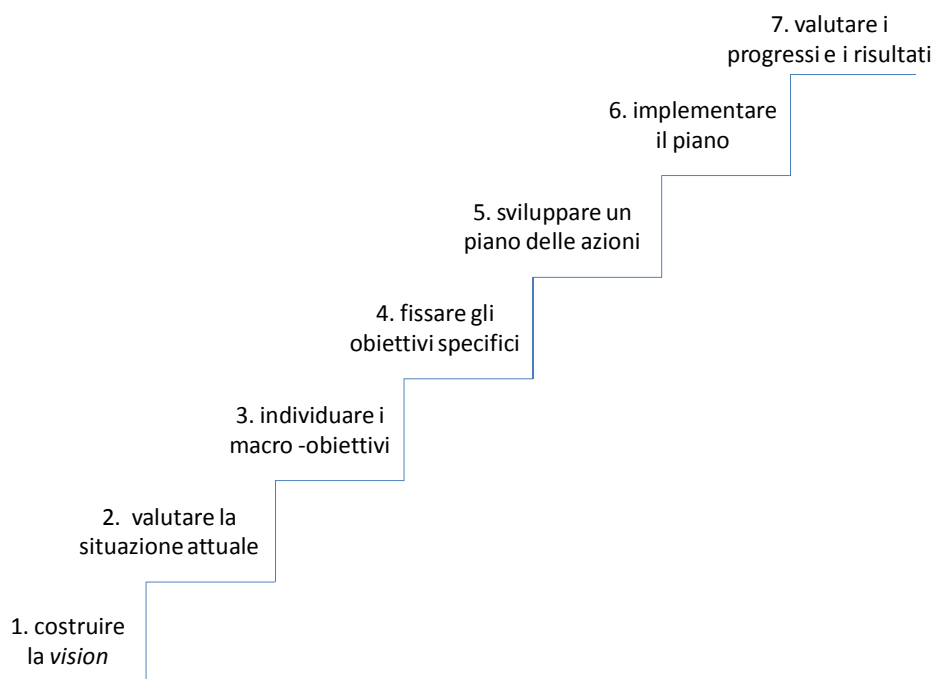 7. valutare i
progressi e i risultati
6. implementare
il piano
5. sviluppare un
piano delle azioni
4. fissare gli
obiettivi specifici
3. individuare i
macro -obiettivi
2. valutare la
situazione attuale
1. costruire
la vision